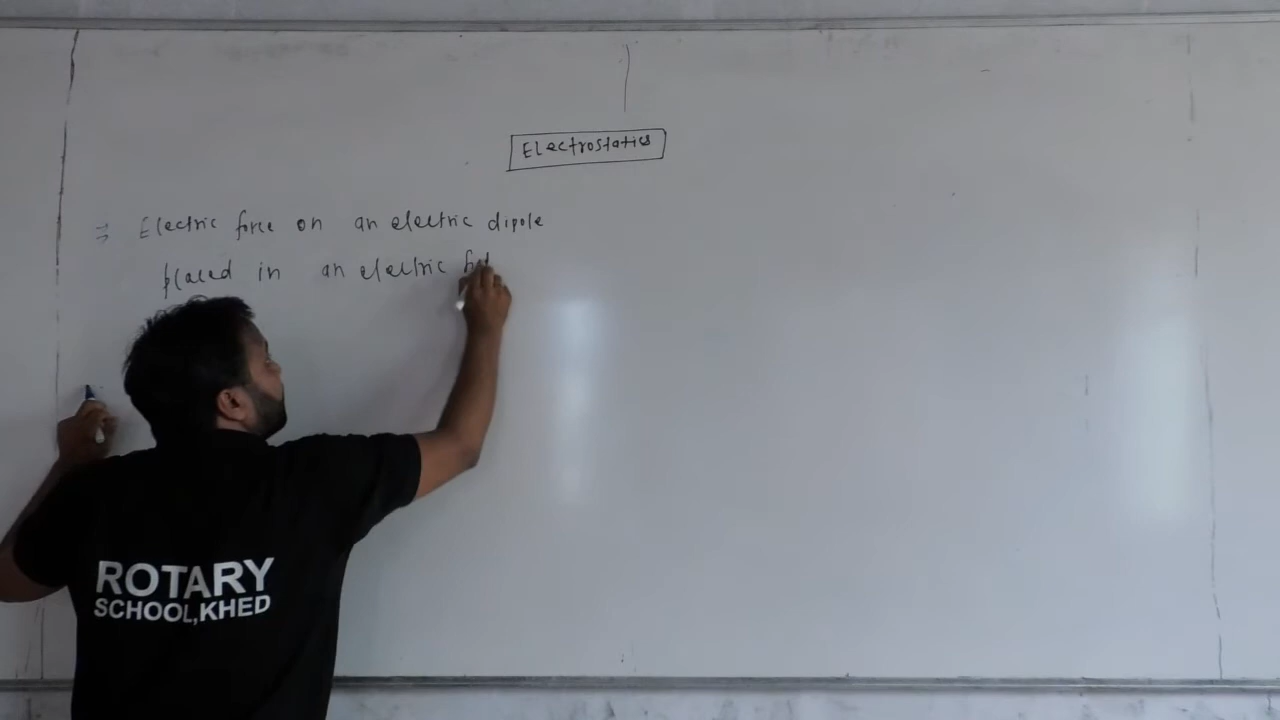 Electrostatics
⇒ Electric force on an electric dipole
placed in an electric
ROTARY
SCHOOL,KHED